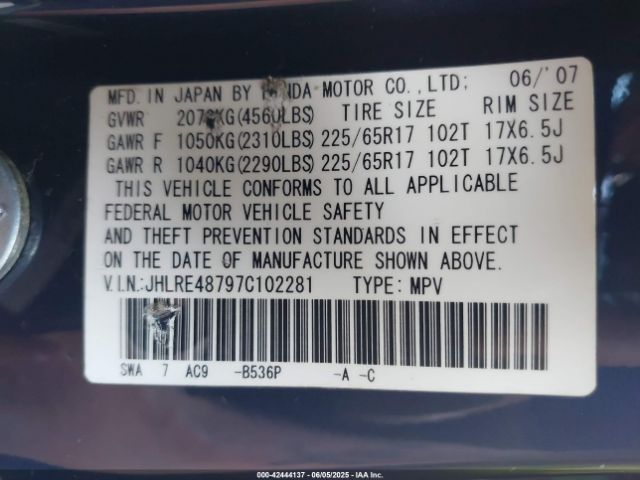 MFD. IN JAPAN BY HONDA MOTOR CO., LTD; 06/'07
GVWR 2070KG(4560LBS) TIRE SIZE RIM SIZE
GAWR F 1050KG(2310LBS) 225/65R17 102T 17X6.5J
GAWR R 1040KG(2290LBS) 225/65R17 102T 17X6.5J
THIS VEHICLE CONFORMS TO ALL APPLICABLE
FEDERAL MOTOR VEHICLE SAFETY
AND THEFT PREVENTION STANDARDS IN EFFECT
ON THE DATE OF MANUFACTURE SHOWN ABOVE.
V.I.N.:JHLRE48797C102281 TYPE: MPV
SWA 7 AC9 -B536P -A -C
000-42444137 - 06/05/2025 - IAA Inc.